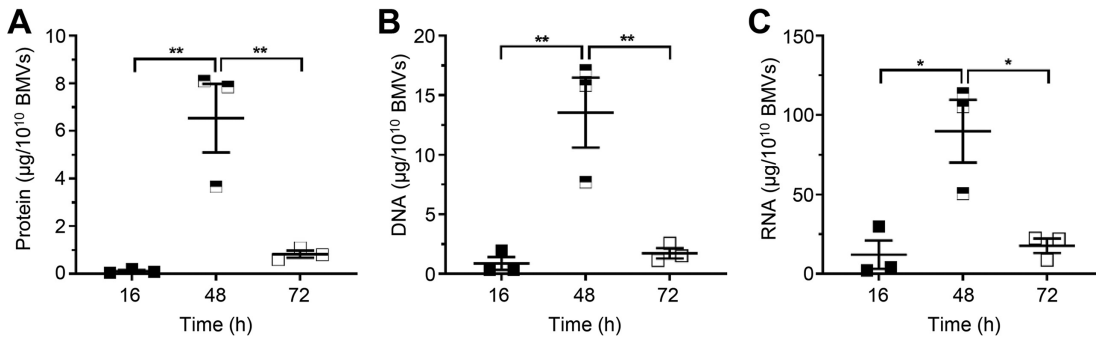 A
Protein (µg/10¹⁰ BMVs)
10
8
6
4
2
0
** **
16 48 72
Time (h)
B
DNA (µg/10¹⁰ BMVs)
20
15
10
5
0
** **
16 48 72
Time (h)
C
RNA (µg/10¹⁰ BMVs)
150
100
50
0
* *
16 48 72
Time (h)